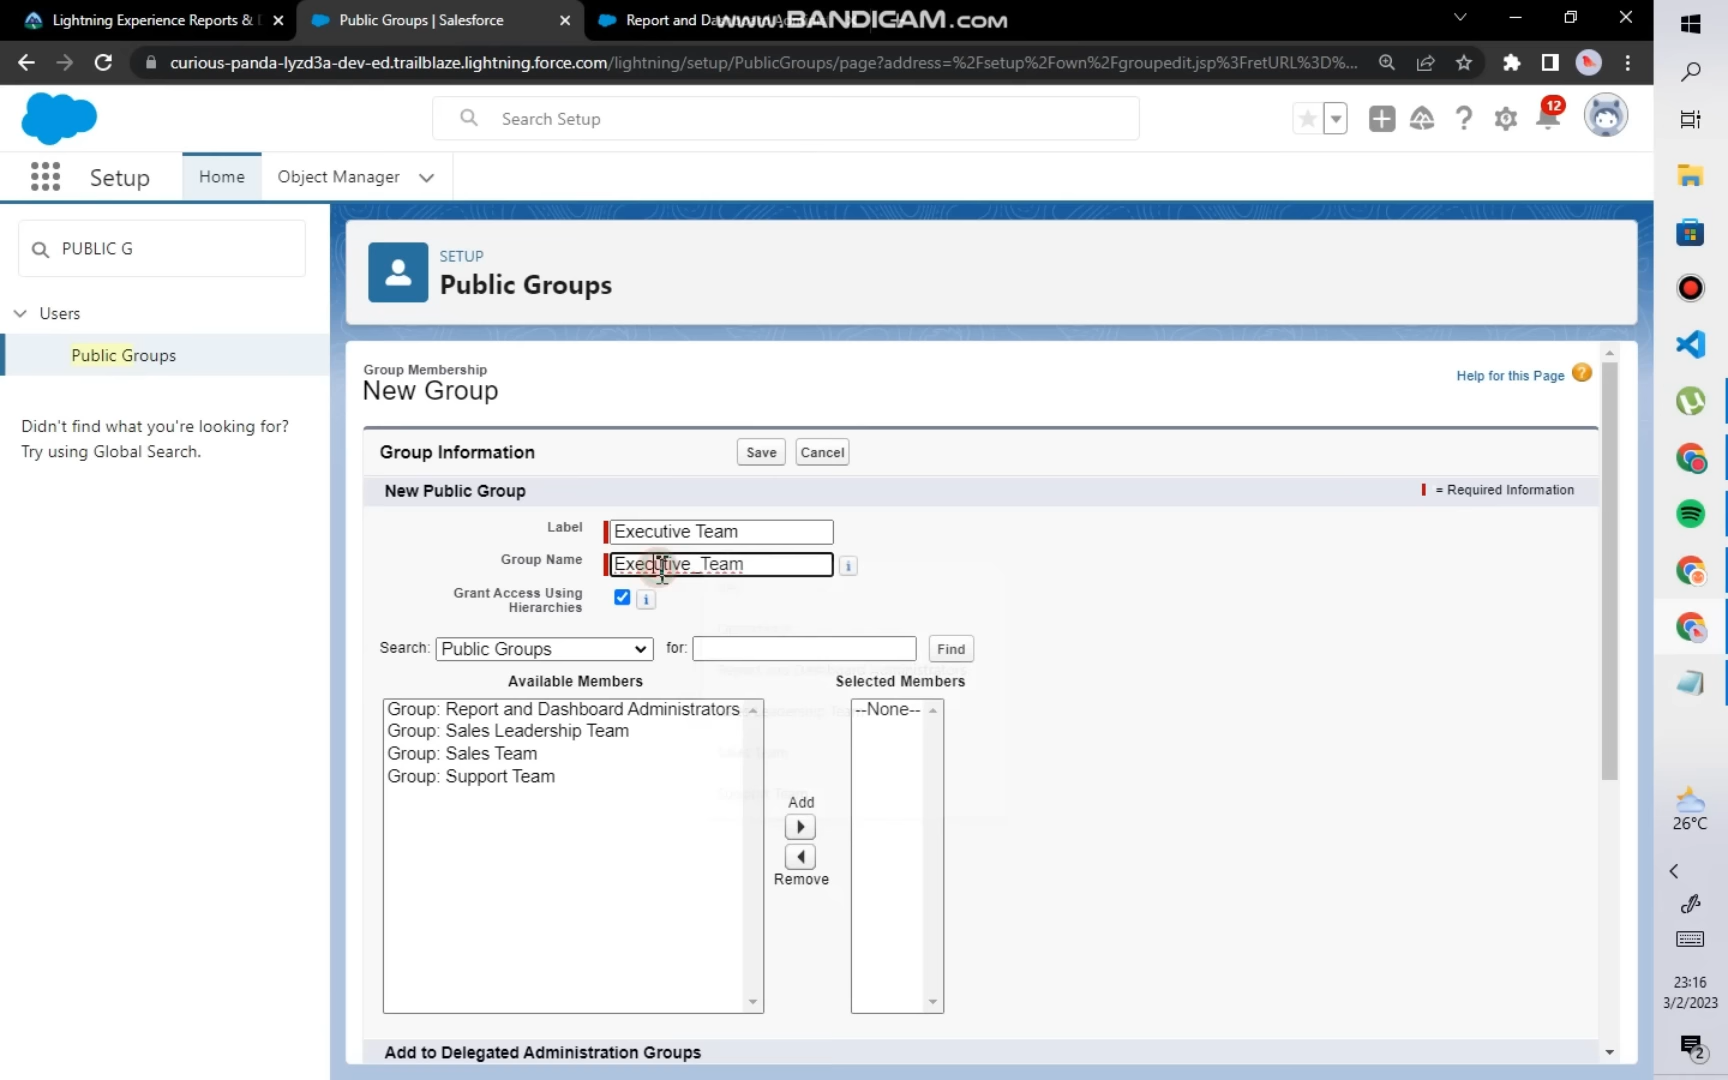 Lightning Experience Reports & D
Public Groups | Salesforce
Report and Da
www.BANDICAM.com
curious-panda-lyzd3a-dev-ed.trailblaze.lightning.force.com/lightning/setup/PublicGroups/page?address=%2Fsetup%2Fown%2Fgroupedit.jsp%3FretURL%3D%...
Search Setup
12
Setup
Home
Object Manager
PUBLIC G
Users
Public Groups
Didn't find what you're looking for?
Try using Global Search.
SETUP
Public Groups
Group Membership
New Group
Help for this Page
Group Information
Save
Cancel
New Public Group
= Required Information
Label
Executive Team
Group Name
Executive_Team
Grant Access Using
Hierarchies
Search:
Public Groups
for:
Find
Available Members
Selected Members
Group: Report and Dashboard Administrators
Group: Sales Leadership Team
Group: Sales Team
Group: Support Team
--None--
Add
Remove
Add to Delegated Administration Groups
26°C
23:16
3/2/2023
2